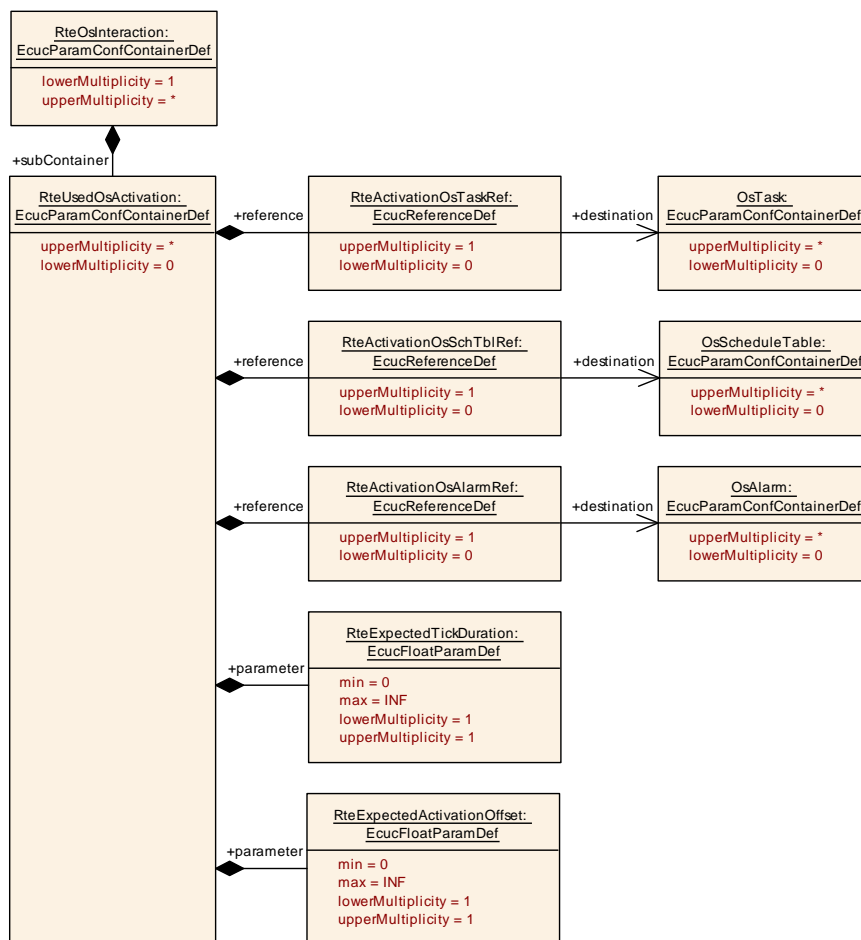 RteOsInteraction:
EcucParamConfContainerDef
lowerMultiplicity = 1
upperMultiplicity = *
+subContainer
RteUsedOsActivation:
EcucParamConfContainerDef
upperMultiplicity = *
lowerMultiplicity = 0
+reference
RteActivationOsTaskRef:
EcucReferenceDef
upperMultiplicity = 1
lowerMultiplicity = 0
+destination
OsTask:
EcucParamConfContainerDef
upperMultiplicity = *
lowerMultiplicity = 0
+reference
RteActivationOsSchTblRef:
EcucReferenceDef
upperMultiplicity = 1
lowerMultiplicity = 0
+destination
OsScheduleTable:
EcucParamConfContainerDef
upperMultiplicity = *
lowerMultiplicity = 0
+reference
RteActivationOsAlarmRef:
EcucReferenceDef
upperMultiplicity = 1
lowerMultiplicity = 0
+destination
OsAlarm:
EcucParamConfContainerDef
upperMultiplicity = *
lowerMultiplicity = 0
+parameter
RteExpectedTickDuration:
EcucFloatParamDef
min = 0
max = INF
lowerMultiplicity = 1
upperMultiplicity = 1
+parameter
RteExpectedActivationOffset:
EcucFloatParamDef
min = 0
max = INF
lowerMultiplicity = 1
upperMultiplicity = 1